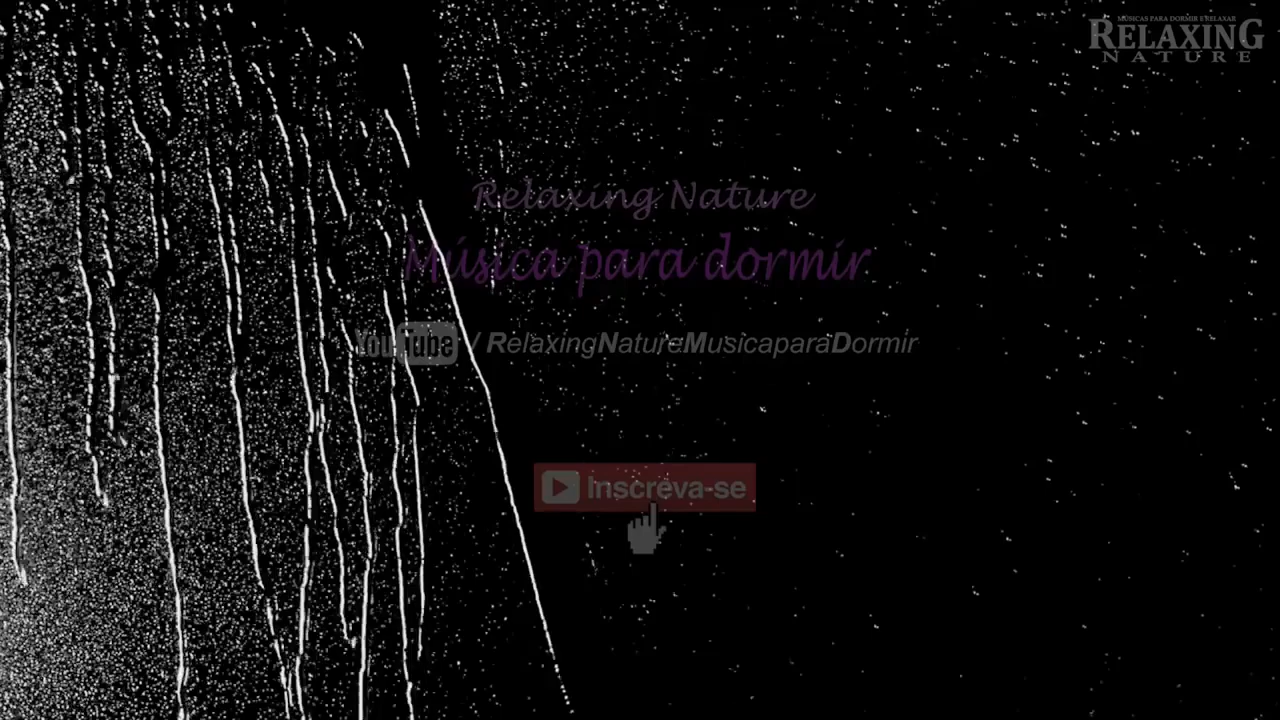 MÚSICAS PARA DORMIR E RELAXAR
RELAXING
NATURE
Relaxing Nature
Música para dormir
YouTube / RelaxingNatureMusicaparaDormir
Inscreva-se